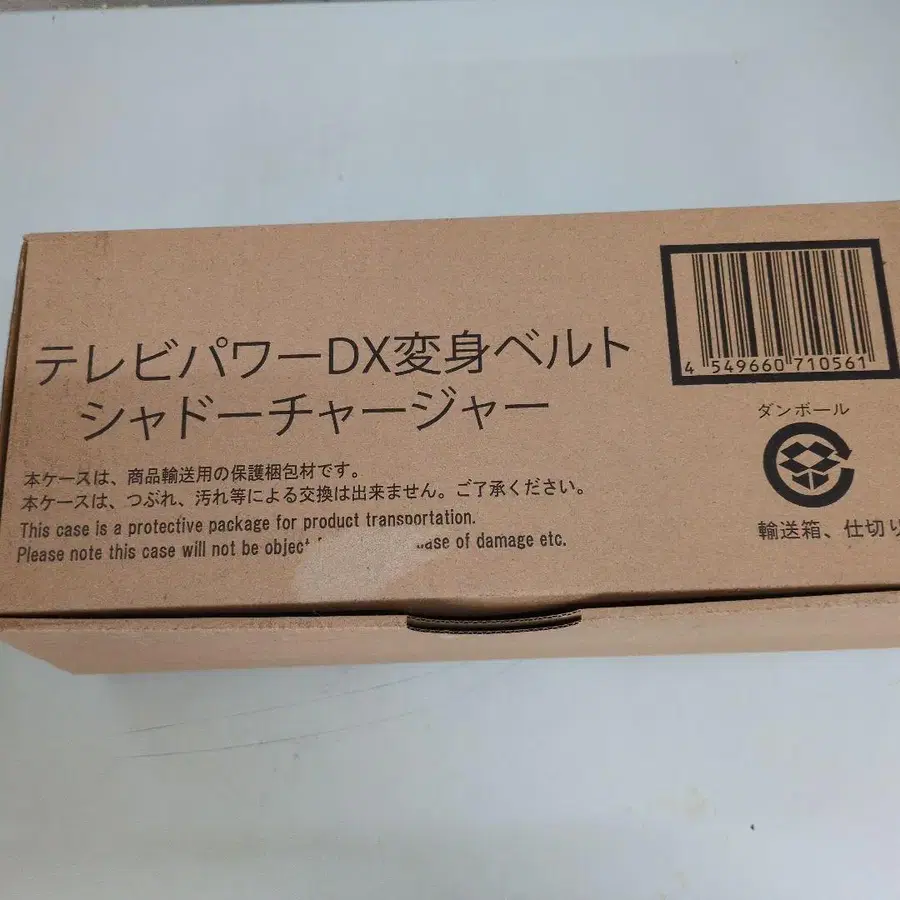 テレビパワーDX変身ベルト
シャドーチャージャー
本ケースは、商品輸送用の保護梱包材です。
本ケースは、つぶれ、汚れ等による交換は出来ません。ご了承ください。
This case is a protective package for product transportation.
Please note this case will not be object of damage etc.
4 549660 710561
ダンボール
輸送箱、仕切り